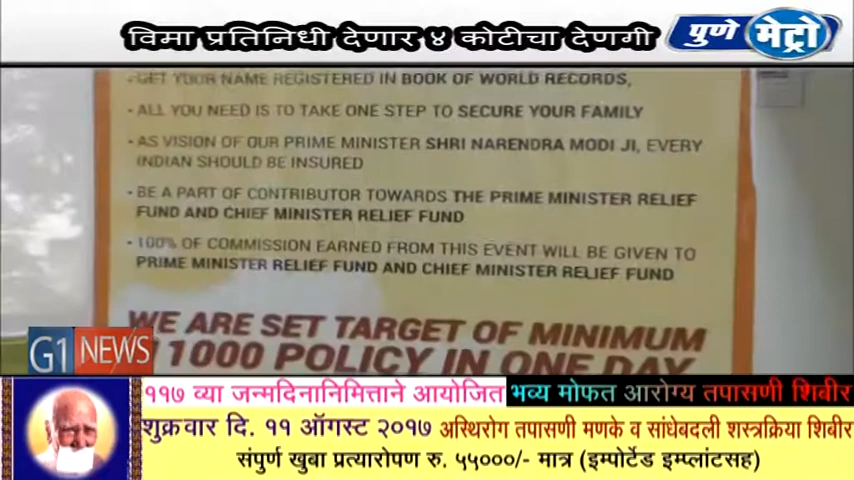 विमा प्रतिनिधी देणार ४ कोटीचा देणगी
पुणे मेट्रो
- GET YOUR NAME REGISTERED IN BOOK OF WORLD RECORDS,
- ALL YOU NEED IS TO TAKE ONE STEP TO SECURE YOUR FAMILY
- AS VISION OF OUR PRIME MINISTER SHRI NARENDRA MODI JI, EVERY
INDIAN SHOULD BE INSURED
- BE A PART OF CONTRIBUTOR TOWARDS THE PRIME MINISTER RELIEF
FUND AND CHIEF MINISTER RELIEF FUND
- 100% OF COMMISSION EARNED FROM THIS EVENT WILL BE GIVEN TO
PRIME MINISTER RELIEF FUND AND CHIEF MINISTER RELIEF FUND
WE ARE SET TARGET OF MINIMUM
1000 POLICY IN ONE DAY
G1 NEWS
११७ व्या जन्मदिनानिमित्ताने आयोजित भव्य मोफत आरोग्य तपासणी शिबीर
शुक्रवार दि. ११ ऑगस्ट २०१७ अस्थिरोग तपासणी मणके व सांधेबदली शस्त्रक्रिया शिबीर
संपुर्ण खुबा प्रत्यारोपण रु. ५५०००/- मात्र (इम्पोर्टेड इम्प्लांटसह)